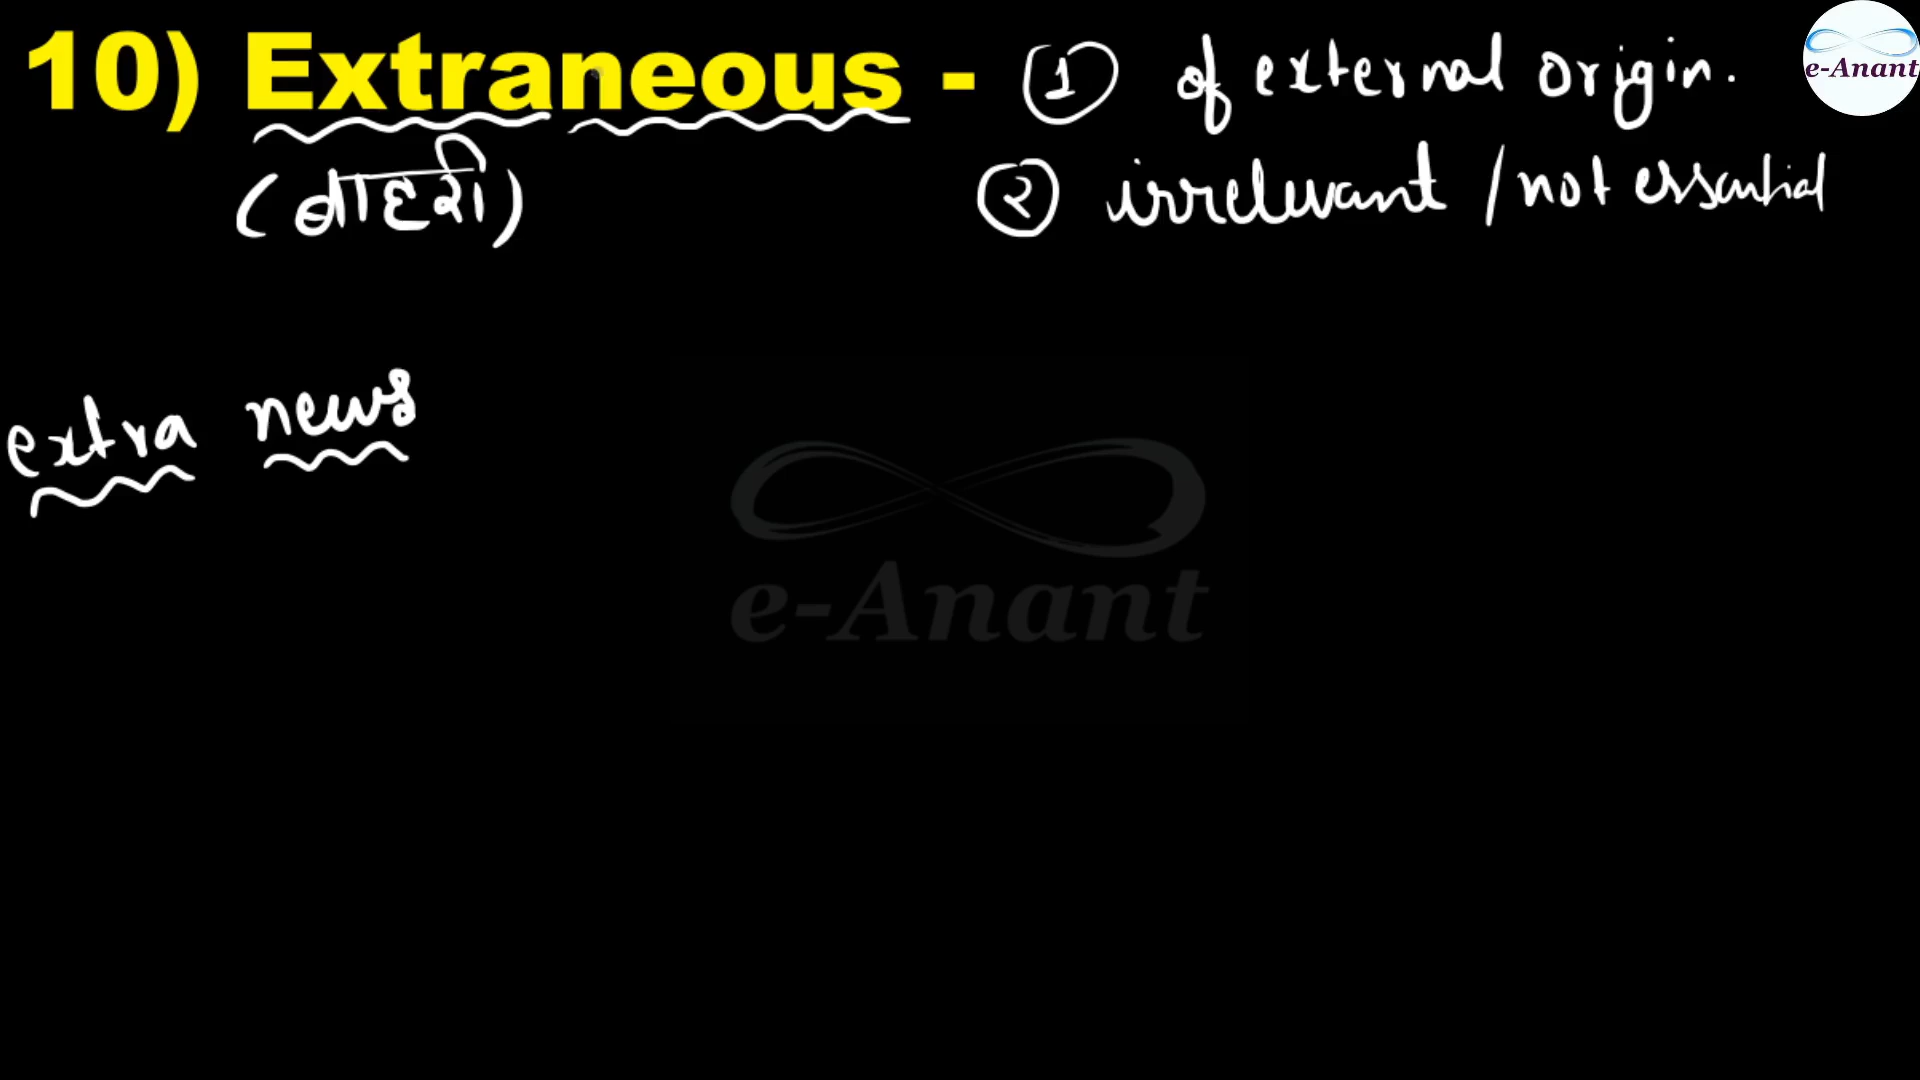 10) Extraneous - ① of external origin.
e-Anant
(बाहरी) ② irrelevant / not essential
extra news
e-Anant